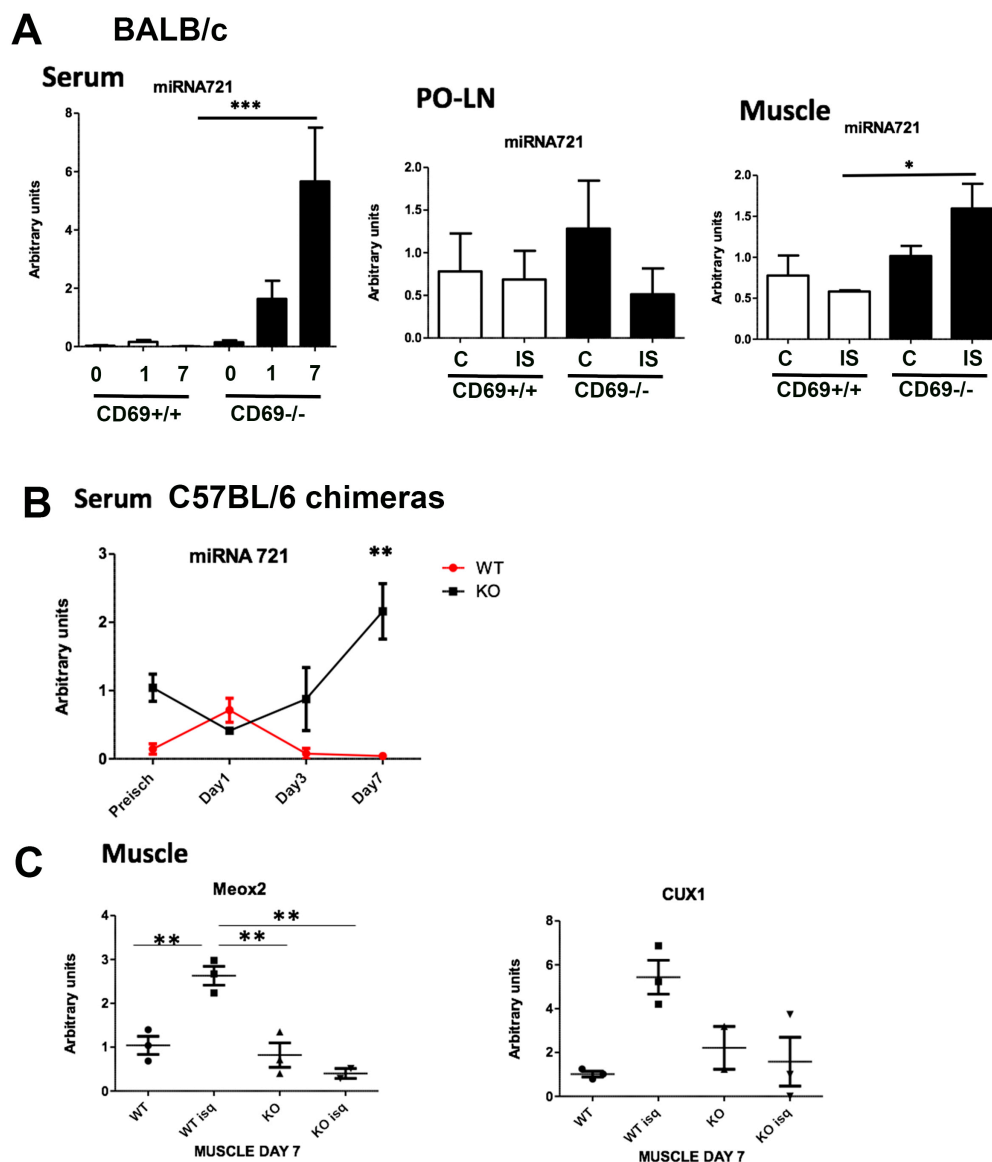 A BALB/c
Serum
miRNA721
***
Arbitrary units
8
6
4
2
0
0 1 7 0 1 7
CD69+/+ CD69-/-
PO-LN
miRNA721
Arbitrary units
2.0
1.5
1.0
0.5
0.0
C IS C IS
CD69+/+ CD69-/-
Muscle
miRNA721
*
Arbitrary units
2.0
1.5
1.0
0.5
0.0
C IS C IS
CD69+/+ CD69-/-
B Serum C57BL/6 chimeras
miRNA 721
**
WT
KO
Arbitrary units
3
2
1
0
Preisch Day1 Day3 Day7
C Muscle
Meox2
** ** **
Arbitrary units
4
3
2
1
0
WT WT isq KO KO isq
MUSCLE DAY 7
CUX1
Arbitrary units
8
6
4
2
0
WT WT isq KO KO isq
MUSCLE DAY 7